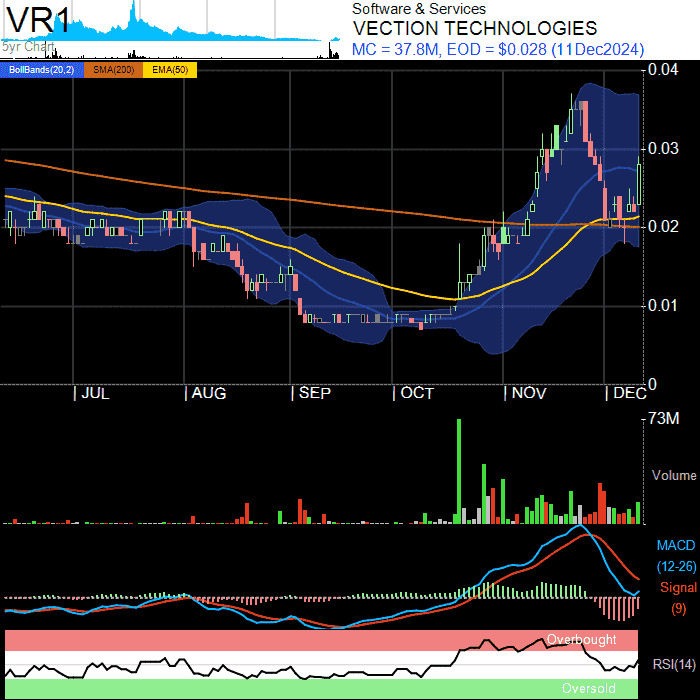 VR1
5yr Chart
Software & Services
VECTION TECHNOLOGIES
MC = 37.8M, EOD = $0.028 (11Dec2024)
BollBands(20,2) SMA(200) EMA(50)
0.04
0.03
0.02
0.01
0
JUL AUG SEP OCT NOV DEC
73M
Volume
MACD
(12-26)
Signal
(9)
Overbought
RSI(14)
Oversold